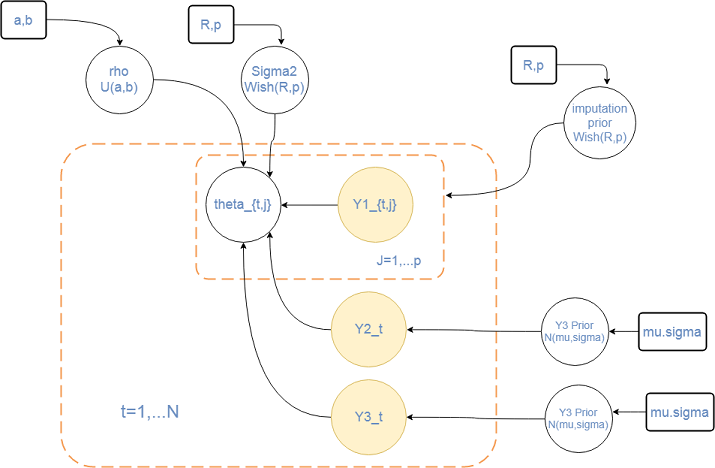 a,b
R,p
rho
U(a,b)
Sigma2
Wish(R,p)
R,p
imputation
prior
Wish(R,p)
theta_{t,j}
Y1_{t,j}
J=1,...p
Y2_t
Y3 Prior
N(mu,sigma)
mu.sigma
t=1,...N
Y3_t
Y3 Prior
N(mu,sigma)
mu.sigma